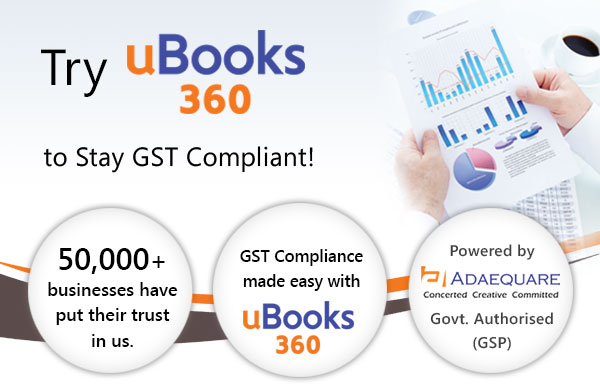 Try uBooks
360
to Stay GST Compliant!
50,000+
businesses have
put their trust
in us.
GST Compliance
made easy with
uBooks
360
Powered by
ADAEQUARE
Concerted Creative Committed
Govt. Authorised
(GSP)